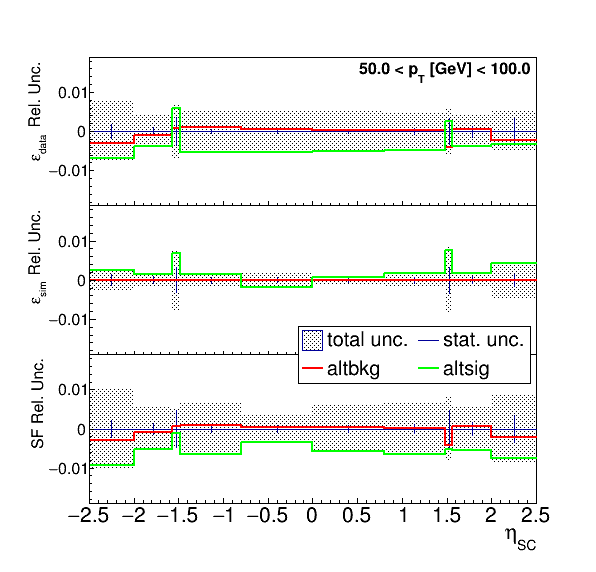 50.0 < p_T [GeV] < 100.0
ε_data Rel. Unc.
0.01
0
−0.01
ε_sim Rel. Unc.
0.01
0
−0.01
total unc. stat. unc.
altbkg altsig
SF Rel. Unc.
0.01
0
−0.01
−2.5 −2 −1.5 −1 −0.5 0 0.5 1 1.5 2 2.5
η_SC